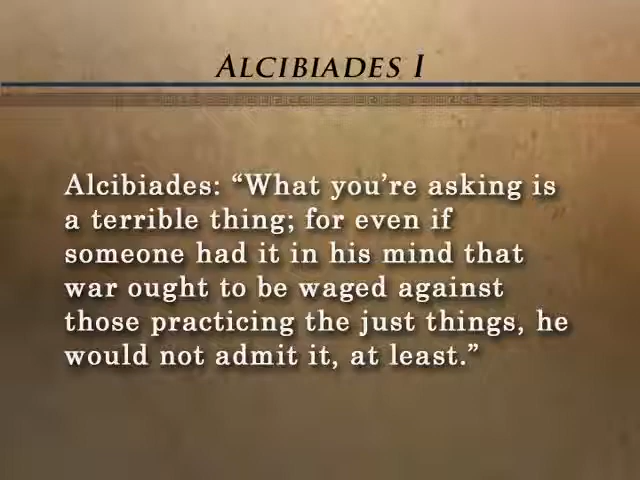 ALCIBIADES I
Alcibiades: “What you’re asking is
a terrible thing; for even if
someone had it in his mind that
war ought to be waged against
those practicing the just things, he
would not admit it, at least.”